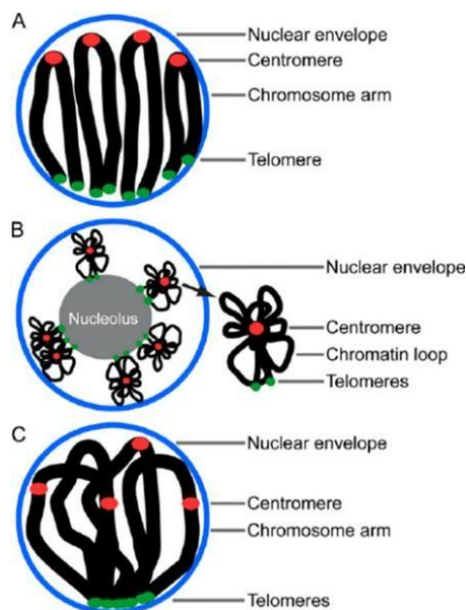 A
Nuclear envelope
Centromere
Chromosome arm
Telomere
B
Nuclear envelope
Nucleolus
Centromere
Chromatin loop
Telomeres
C
Nuclear envelope
Centromere
Chromosome arm
Telomeres